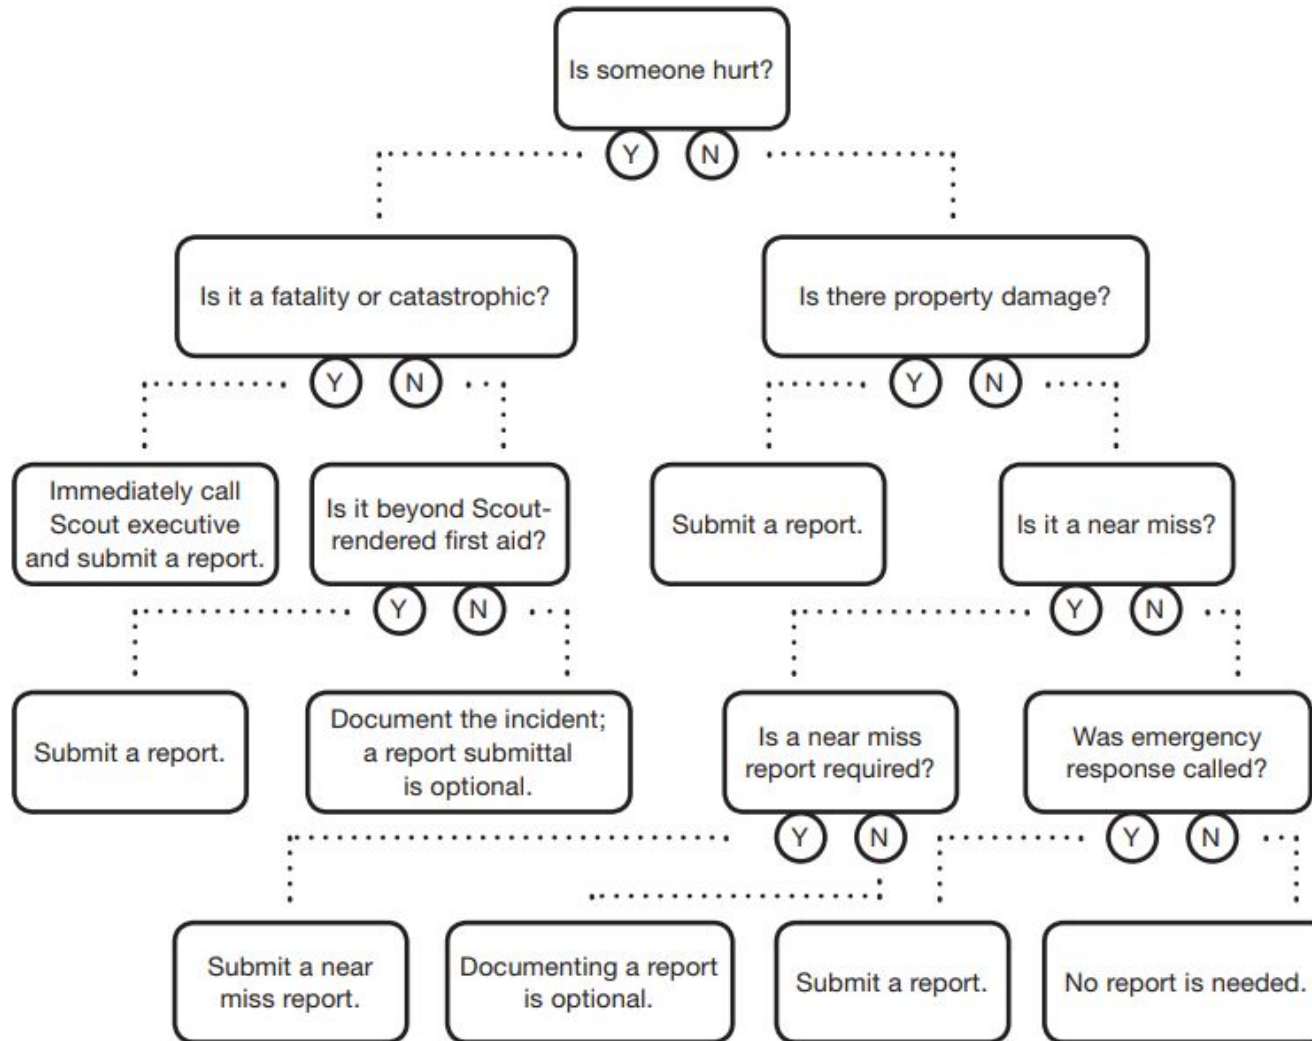 Is someone hurt?
Y N
Is it a fatality or catastrophic?
Is there property damage?
Y N
Y N
Immediately call
Scout executive
and submit a report.
Is it beyond Scout-
rendered first aid?
Submit a report.
Is it a near miss?
Y N
Y N
Submit a report.
Document the incident;
a report submittal
is optional.
Is a near miss
report required?
Was emergency
response called?
Y N
Y N
Submit a near
miss report.
Documenting a report
is optional.
Submit a report.
No report is needed.